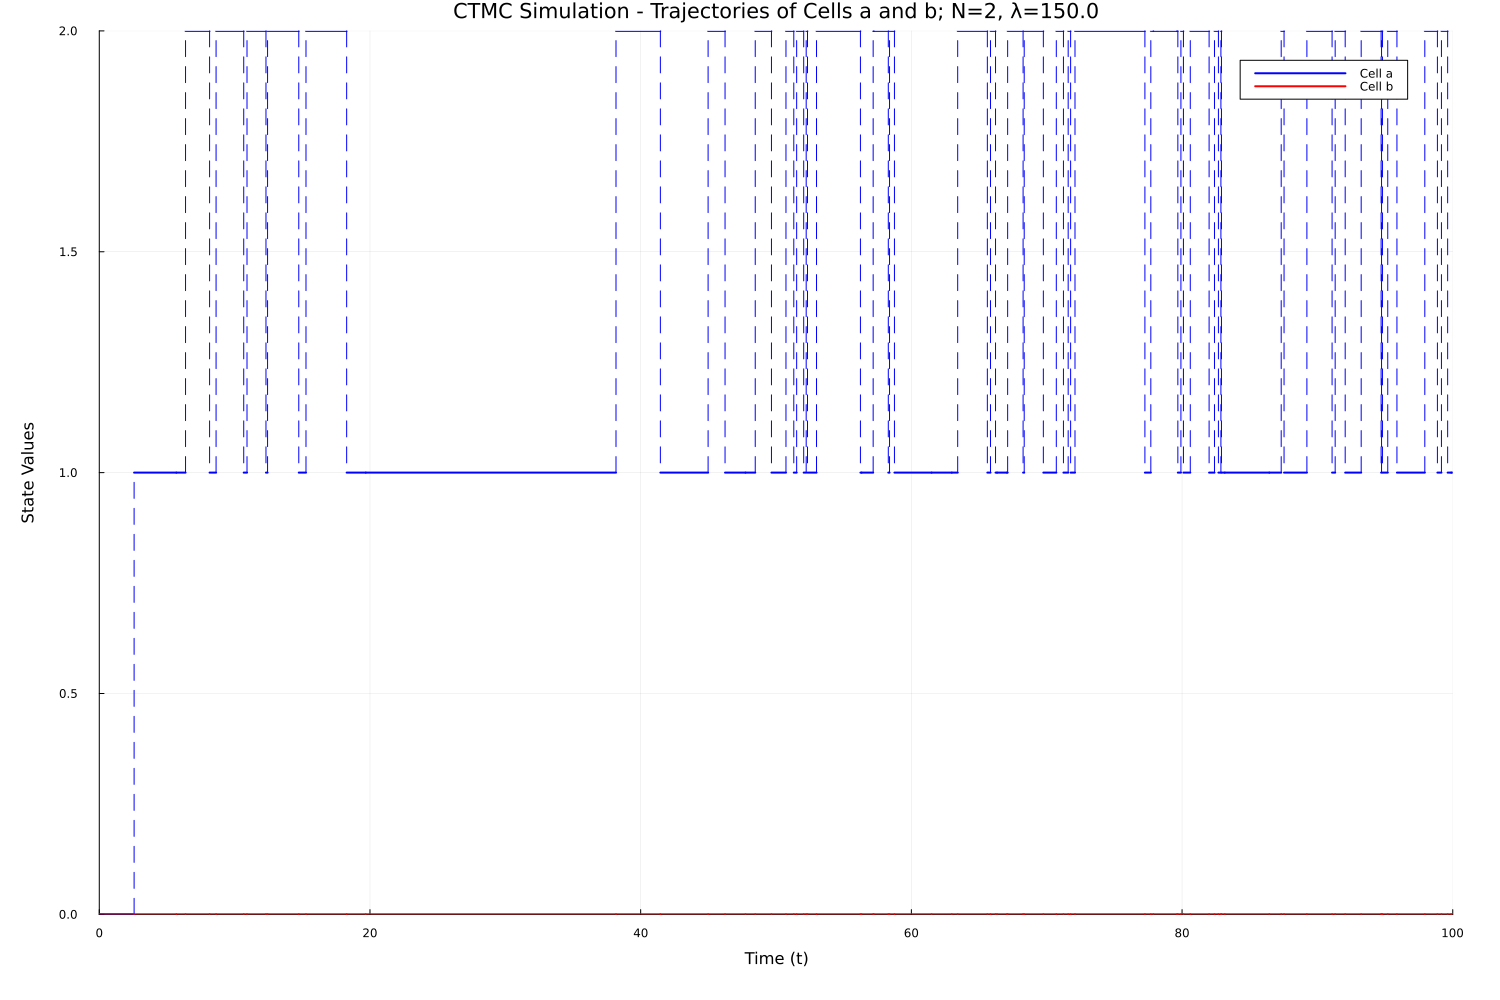 CTMC Simulation - Trajectories of Cells a and b; N=2, λ=150.0
2.0
Cell a
Cell b
1.5
1.0
State Values
0.5
0.0
0 20 40 60 80 100
Time (t)